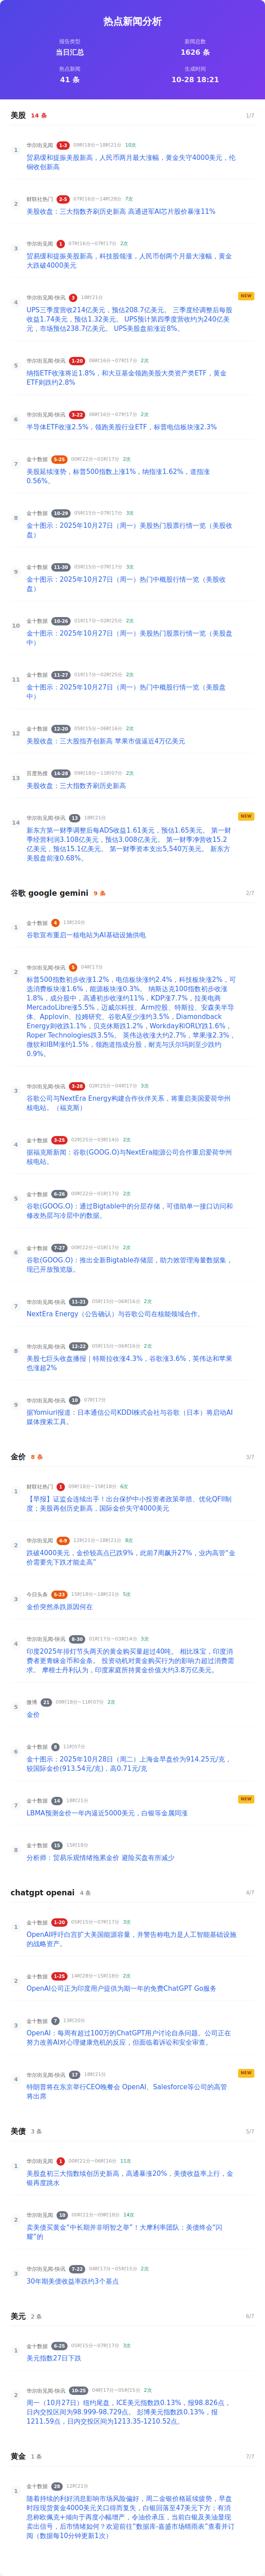 热点新闻分析
报告类型
新闻总数
当日汇总
1626 条
热点新闻
生成时间
41 条
10-28 18:21
美股 14 条
1/7
1
华尔街见闻 1-3 09时18分~18时21分 10次
贸易缓和提振美股新高，人民币两月最大涨幅，黄金失守4000美元，伦
铜收创新高
2
财联社热门 2-5 07时16分~14时28分 7次
美股收盘：三大指数齐刷历史新高 高通进军AI芯片股价暴涨11%
3
华尔街见闻 1 07时16分~07时17分 2次
贸易缓和提振美股新高，科技股领涨，人民币创两个月最大涨幅，黄金
大跌破4000美元
4
华尔街见闻-快讯 3 18时21分
NEW
UPS三季度营收214亿美元，预估208.7亿美元。 三季度经调整后每股
收益1.74美元，预估1.32美元。 UPS预计第四季度营收约为240亿美
元，市场预估238.7亿美元。 UPS美股盘前涨近8%。
5
华尔街见闻-快讯 1-20 06时16分~07时17分 2次
纳指ETF收涨将近1.8%，和大豆基金领跑美股大类资产类ETF，黄金
ETF则跌约2.8%
6
华尔街见闻-快讯 3-22 06时16分~07时17分 2次
半导体ETF收涨2.5%，领跑美股行业ETF，标普电信板块涨2.3%
7
金十数据 5-25 00时22分~01时17分 2次
美股延续涨势，标普500指数上涨1%，纳指涨1.62%，道指涨
0.56%。
8
金十数据 10-29 05时15分~07时17分 3次
金十图示：2025年10月27日（周一）美股热门股票行情一览（美股收
盘）
9
金十数据 11-30 05时15分~07时17分 3次
金十图示：2025年10月27日（周一）热门中概股行情一览（美股收
盘）
10
金十数据 10-26 01时17分~02时25分 2次
金十图示：2025年10月27日（周一）美股热门股票行情一览（美股盘
中）
11
金十数据 11-27 01时17分~02时25分 2次
金十图示：2025年10月27日（周一）热门中概股行情一览（美股盘
中）
12
金十数据 12-20 05时15分~06时16分 2次
美股收盘：三大股指齐创新高 苹果市值逼近4万亿美元
13
百度热搜 14-28 09时18分~11时07分 2次
美股收盘：三大指数齐刷历史新高
14
华尔街见闻-快讯 13 18时21分
NEW
新东方第一财季调整后每ADS收益1.61美元，预估1.65美元。 第一财
季经营利润3.108亿美元，预估3.008亿美元。 第一财季净营收15.2
亿美元，预估15.1亿美元。 第一财季资本支出5,540万美元。 新东方
美股盘前涨0.68%。
谷歌 google gemini 9 条
2/7
1
金十数据 4 13时20分
谷歌宣布重启一核电站为AI基础设施供电
2
华尔街见闻-快讯 5 04时17分
标普500指数初步收涨1.2%，电信板块涨约2.4%，科技板块涨2%，可
选消费板块涨1.6%，能源板块涨0.3%。 纳斯达克100指数初步收涨
1.8%，成分股中，高通初步收涨约11%，KDP涨7.7%，拉美电商
MercadoLibre涨5.5%，迈威尔科技、Arm控股、特斯拉、安森美半导
体、Applovin、拉姆研究、谷歌A至少涨约3.5%，Diamondback
Energy则收跌1.1%，贝克休斯跌1.2%，Workday和ORLY跌1.6%，
Roper Technologies跌3.5%。 英伟达收涨大约2.7%，苹果涨2.3%，
微软和IBM涨约1.5%，领跑道指成分股，耐克与沃尔玛则至少跌约
0.9%。
3
华尔街见闻-快讯 3-28 02时25分~04时17分 3次
谷歌公司与NextEra Energy构建合作伙伴关系，将重启美国爱荷华州
核电站。（福克斯）
4
金十数据 3-25 02时25分~03时14分 2次
据福克斯新闻：谷歌(GOOG.O)与NextEra能源公司合作重启爱荷华州
核电站。
5
金十数据 6-26 00时22分~01时17分 2次
谷歌(GOOG.O)：通过Bigtable中的分层存储，可借助单一接口访问和
修改热层与冷层中的数据。
6
金十数据 7-27 00时22分~01时17分 2次
谷歌(GOOG.O)：推出全新Bigtable存储层，助力效管理海量数据集，
现已开放预览版。
7
华尔街见闻-快讯 11-21 05时15分~06时16分 2次
NextEra Energy（公告确认）与谷歌公司在核能领域合作。
8
华尔街见闻-快讯 12-22 05时15分~06时16分 2次
美股七巨头收盘播报｜特斯拉收涨4.3%，谷歌涨3.6%，英伟达和苹果
也涨超2%
9
华尔街见闻-快讯 10 07时17分
据Yomiuri报道：日本通信公司KDDI株式会社与谷歌（日本）将启动AI
媒体搜索工具。
金价 8 条
3/7
1
财联社热门 1 09时18分~15时18分 6次
【早报】证监会连续出手！出台保护中小投资者政策举措、优化QFII制
度；美股再创历史新高，国际金价失守4000美元
2
华尔街见闻 6-9 12时21分~18时21分 8次
跌破4000美元，金价较高点已跌9%，此前7周飙升27%，业内高管“金
价需要先下跌才能走高”
3
今日头条 5-23 15时18分~18时21分 5次
金价突然杀跌原因何在
4
华尔街见闻-快讯 8-30 01时17分~03时14分 3次
印度2025年排灯节头两天的黄金购买量超过40吨。 相比珠宝，印度消
费者更青睐金币和金条。 投资动机对黄金购买行为的影响力超过消费需
求。 摩根士丹利认为，印度家庭所持黄金价值大约3.8万亿美元。
5
微博 21 09时18分~11时07分 2次
金价
6
金十数据 8 11时07分
金十图示：2025年10月28日（周二）上海金早盘价为914.25元/克，
较国际金价(913.54元/克)，高0.71元/克
7
金十数据 14 18时21分
NEW
LBMA预测金价一年内逼近5000美元，白银等金属同涨
8
金十数据 15 15时18分
分析师：贸易乐观情绪拖累金价 避险买盘有所减少
chatgpt openai 4 条
4/7
1
金十数据 1-20 05时15分~07时17分 3次
OpenAI呼吁白宫扩大美国能源容量，并警告称电力是人工智能基础设施
的战略资产。
2
金十数据 1-25 14时28分~15时18分 2次
OpenAI公司正为印度用户提供为期一年的免费ChatGPT Go服务
3
金十数据 7 13时20分
OpenAI：每周有超过100万的ChatGPT用户讨论自杀问题。公司正在
努力改善AI对心理健康危机的反应，但面临着诉讼和安全审查。
4
华尔街见闻-快讯 17 18时21分
NEW
特朗普将在东京举行CEO晚餐会 OpenAI、Salesforce等公司的高管
将出席
美债 3 条
5/7
1
华尔街见闻 1 00时21分~06时16分 11次
美股盘初三大指数续创历史新高，高通暴涨20%，美债收益率上行，金
银再度跳水
2
华尔街见闻 10 00时21分~09时18分 14次
卖美债买黄金“中长期并非明智之举”！大摩利率团队：美债终会“闪
耀”的
3
华尔街见闻-快讯 7-22 04时17分~05时15分 2次
30年期美债收益率跌约3个基点
美元 2 条
6/7
1
金十数据 6-25 05时15分~07时17分 3次
美元指数27日下跌
2
华尔街见闻-快讯 10-25 04时17分~05时15分 2次
周一（10月27日）纽约尾盘，ICE美元指数跌0.13%，报98.826点，
日内交投区间为98.999-98.729点。 彭博美元指数跌0.13%，报
1211.59点，日内交投区间为1213.35-1210.52点。
黄金 1 条
7/7
1
金十数据 28 12时21分
随着持续的利好消息影响市场风险偏好，周二金银价格延续疲势，早盘
时段现货黄金4000美元关口得而复失，白银回落至47美元下方；有消
息称欧佩克+倾向于再度小幅增产，令油价承压，当前白银及美油显现
卖出信号，后市情绪如何？欢迎前往“数据库-嘉盛市场晴雨表”查看并订
阅（数据每10分钟更新1次）